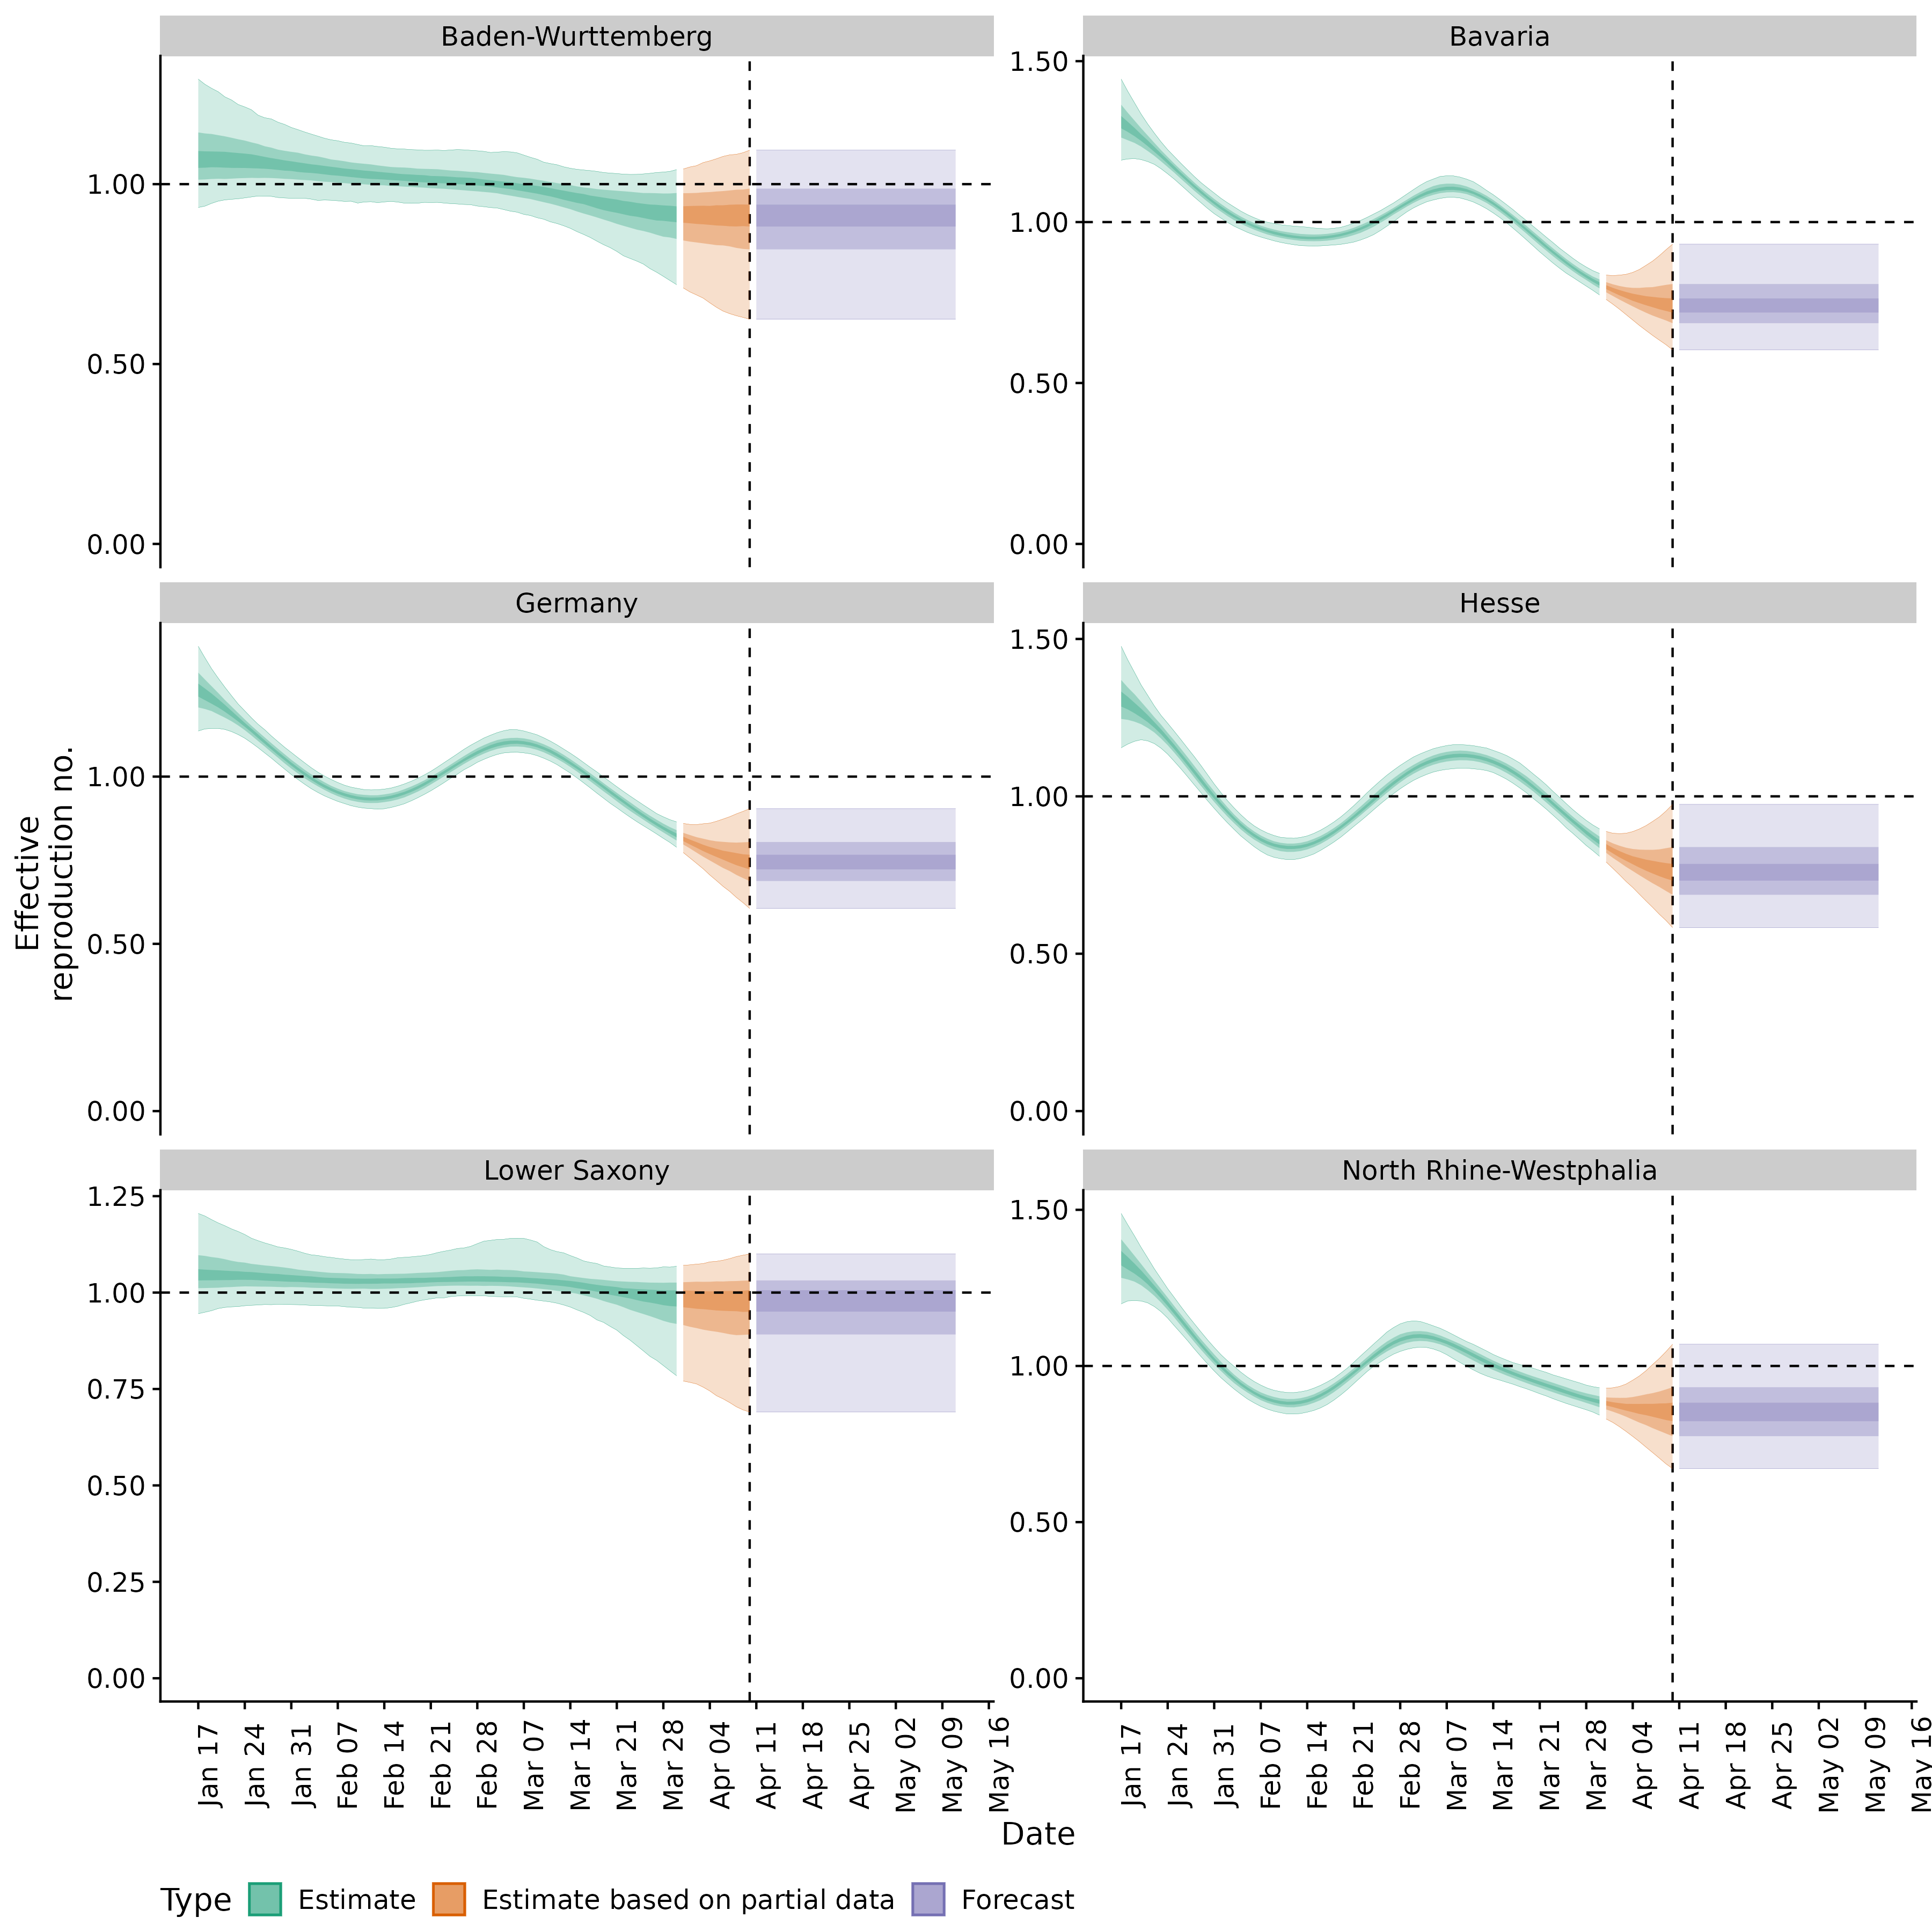 Baden-Wurttemberg
1.00
0.50
0.00
Bavaria
1.50
1.00
0.50
0.00
Germany
1.00
0.50
0.00
Hesse
1.50
1.00
0.50
0.00
Effective
reproduction no.
Lower Saxony
1.25
1.00
0.75
0.50
0.25
0.00
North Rhine-Westphalia
1.50
1.00
0.50
0.00
Jan 17
Jan 24
Jan 31
Feb 07
Feb 14
Feb 21
Feb 28
Mar 07
Mar 14
Mar 21
Mar 28
Apr 04
Apr 11
Apr 18
Apr 25
May 02
May 09
May 16
Jan 17
Jan 24
Jan 31
Feb 07
Feb 14
Feb 21
Feb 28
Mar 07
Mar 14
Mar 21
Mar 28
Apr 04
Apr 11
Apr 18
Apr 25
May 02
May 09
May 16
Date
Type Estimate Estimate based on partial data Forecast